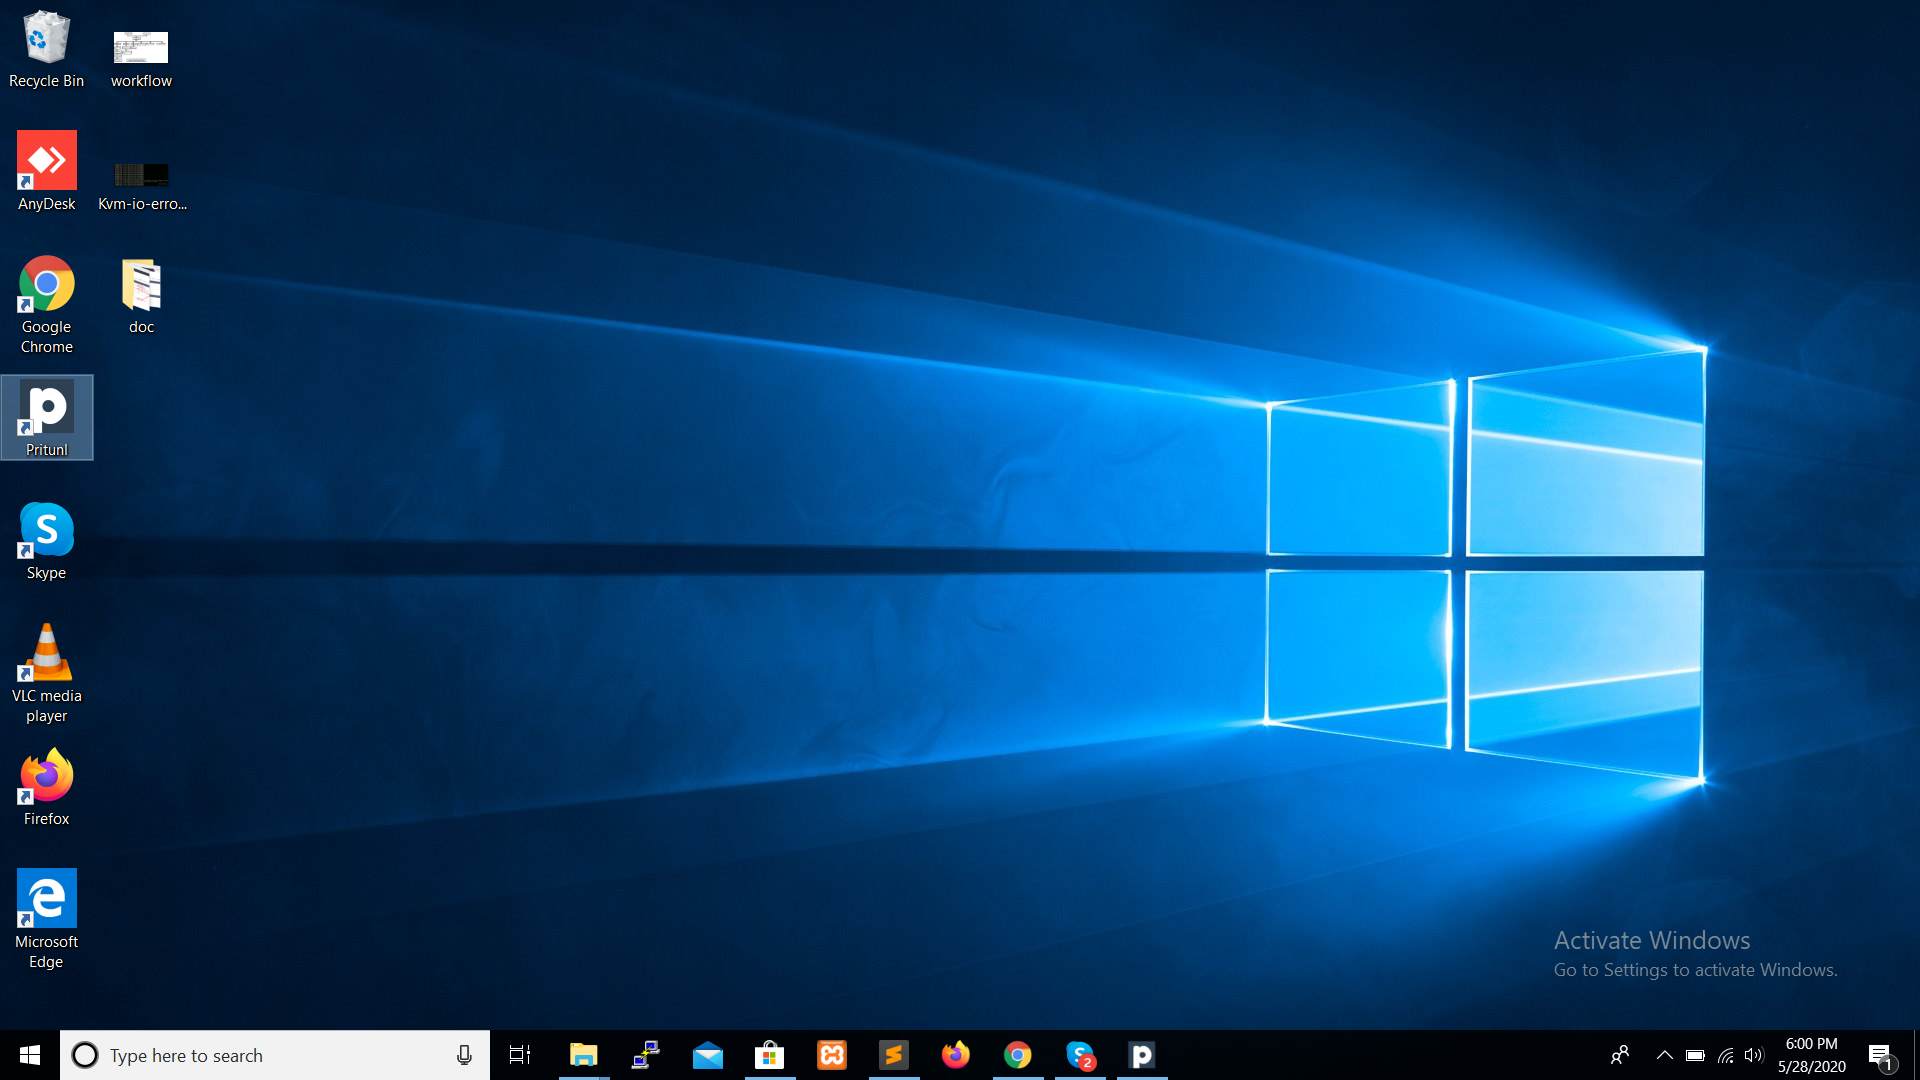 Recycle Bin
workflow
AnyDesk
Kvm-io-erro...
Google
Chrome
doc
Pritunl
Skype
VLC media
player
Firefox
Microsoft
Edge
Activate Windows
Go to Settings to activate Windows.
Type here to search
2
6:00 PM
5/28/2020
1